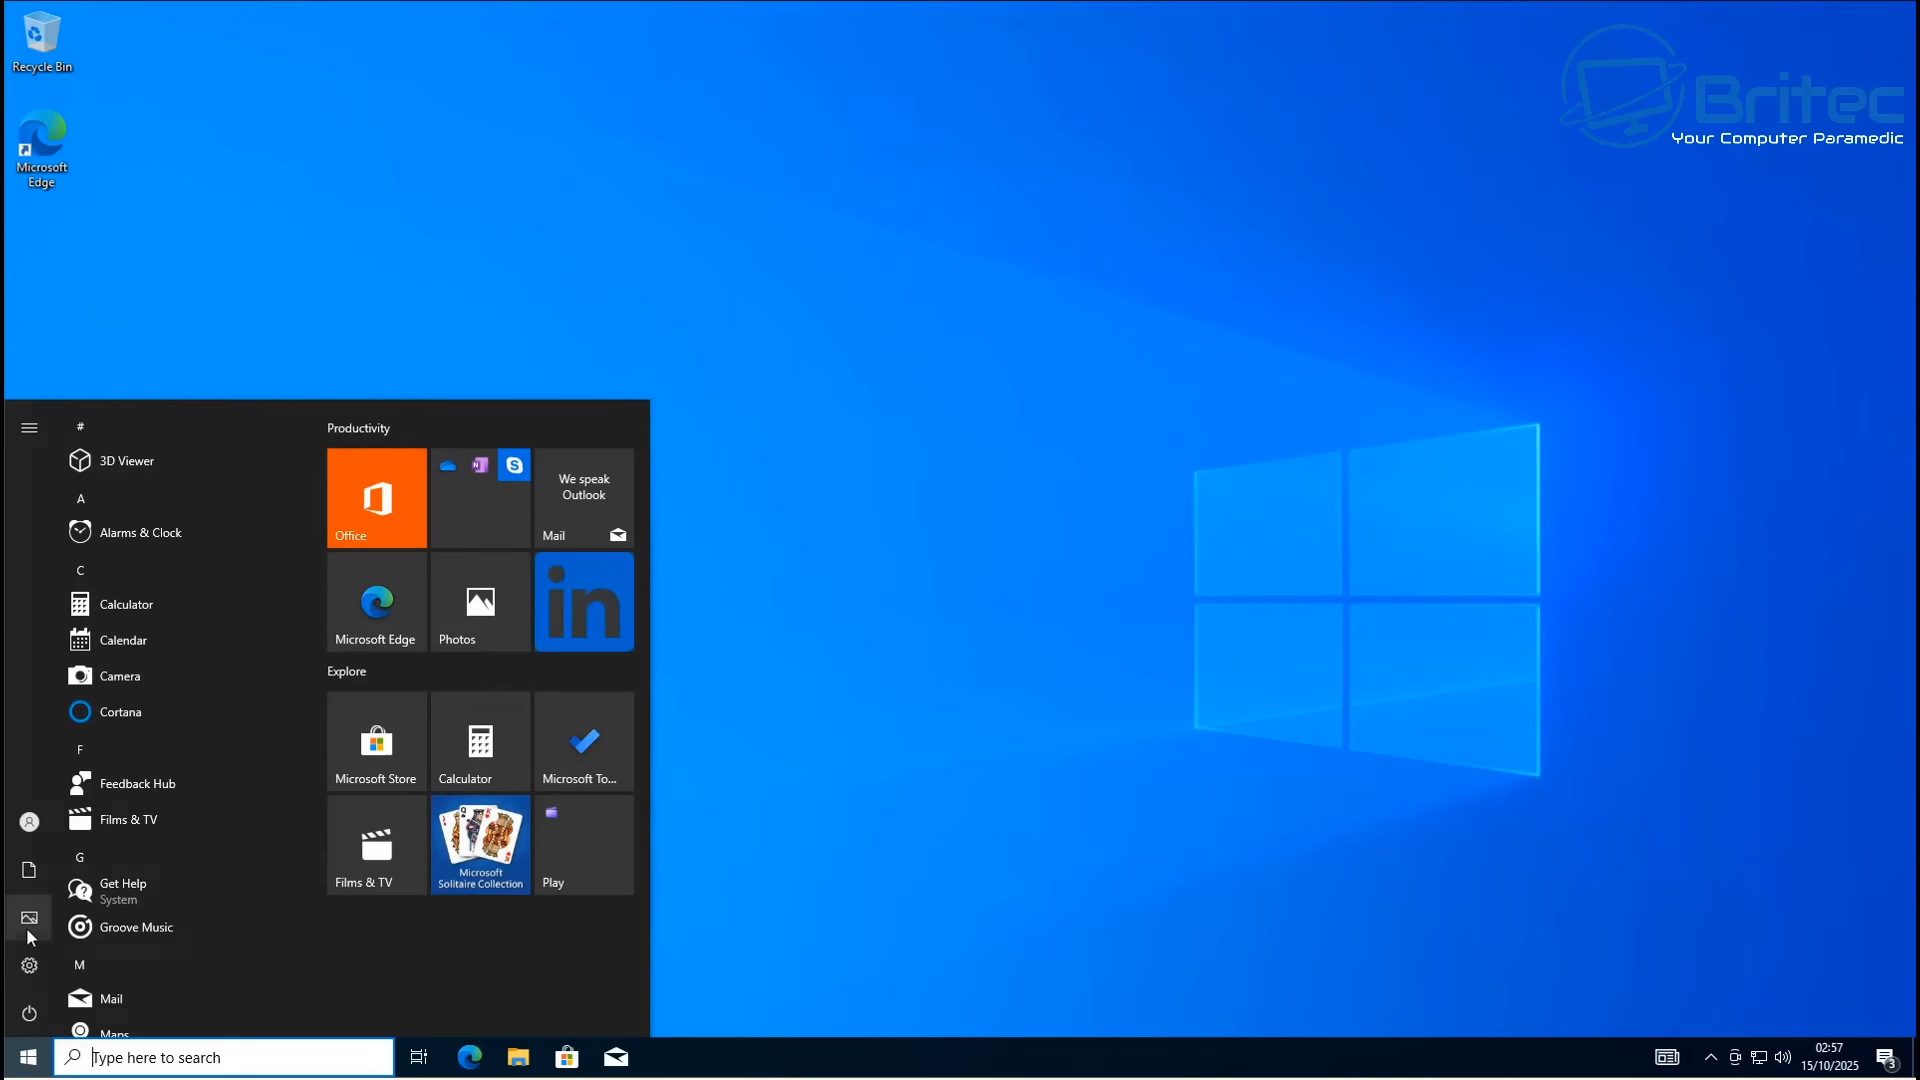 Recycle Bin
Microsoft
Edge
Britec
Your Computer Paramedic
#
3D Viewer
A
Alarms & Clock
C
Calculator
Calendar
Camera
Cortana
F
Feedback Hub
Films & TV
G
Get Help
System
Groove Music
M
Mail
Maps
Productivity
Office
We speak
Outlook
Mail
Microsoft Edge
Photos
in
Explore
Microsoft Store
Calculator
Microsoft To...
Films & TV
Microsoft
Solitaire Collection
Play
Type here to search
02:57
15/10/2025
3